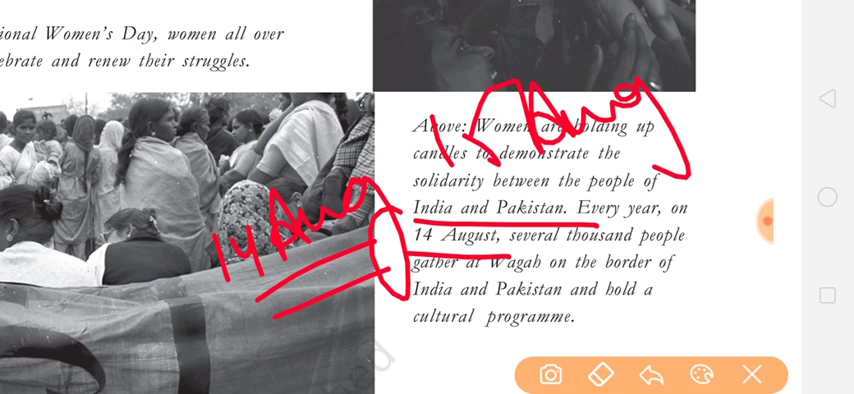 ional Women's Day, women all over
ebrate and renew their struggles.
Above: Women are holding up
candles to demonstrate the
solidarity between the people of
India and Pakistan. Every year, on
14 August, several thousand people
gather at Wagah on the border of
India and Pakistan and hold a
cultural programme.
15 Aug
14 Aug